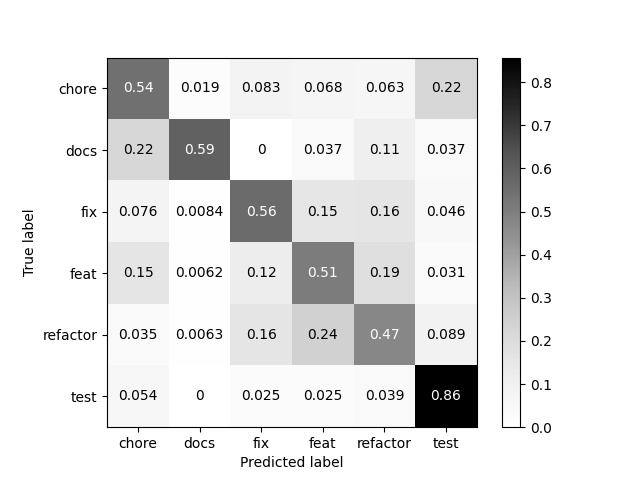 chore 0.54 0.019 0.083 0.068 0.063 0.22
docs 0.22 0.59 0 0.037 0.11 0.037
fix 0.076 0.0084 0.56 0.15 0.16 0.046
feat 0.15 0.0062 0.12 0.51 0.19 0.031
refactor 0.035 0.0063 0.16 0.24 0.47 0.089
test 0.054 0 0.025 0.025 0.039 0.86
chore docs fix feat refactor test
Predicted label
True label
0.8
0.7
0.6
0.5
0.4
0.3
0.2
0.1
0.0